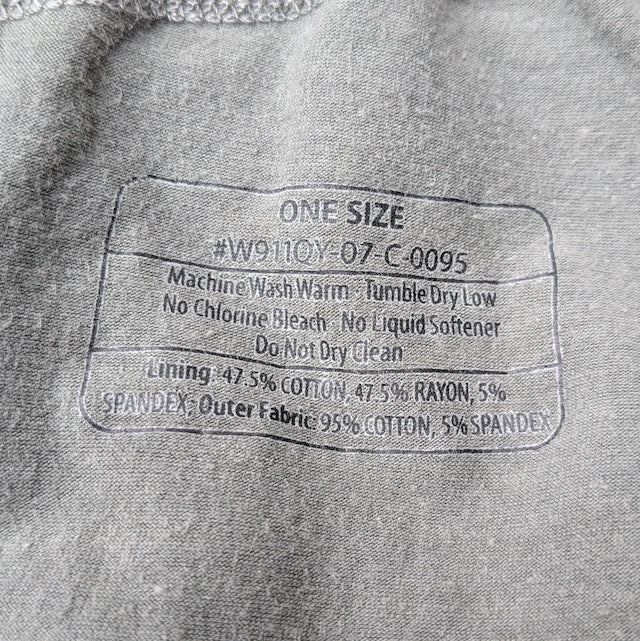 ONE SIZE
#W911QY-07-C-0095
Machine Wash Warm · Tumble Dry Low
No Chlorine Bleach · No Liquid Softener
Do Not Dry Clean
Lining: 47.5% COTTON, 47.5% RAYON, 5%
SPANDEX; Outer Fabric: 95% COTTON, 5% SPANDEX